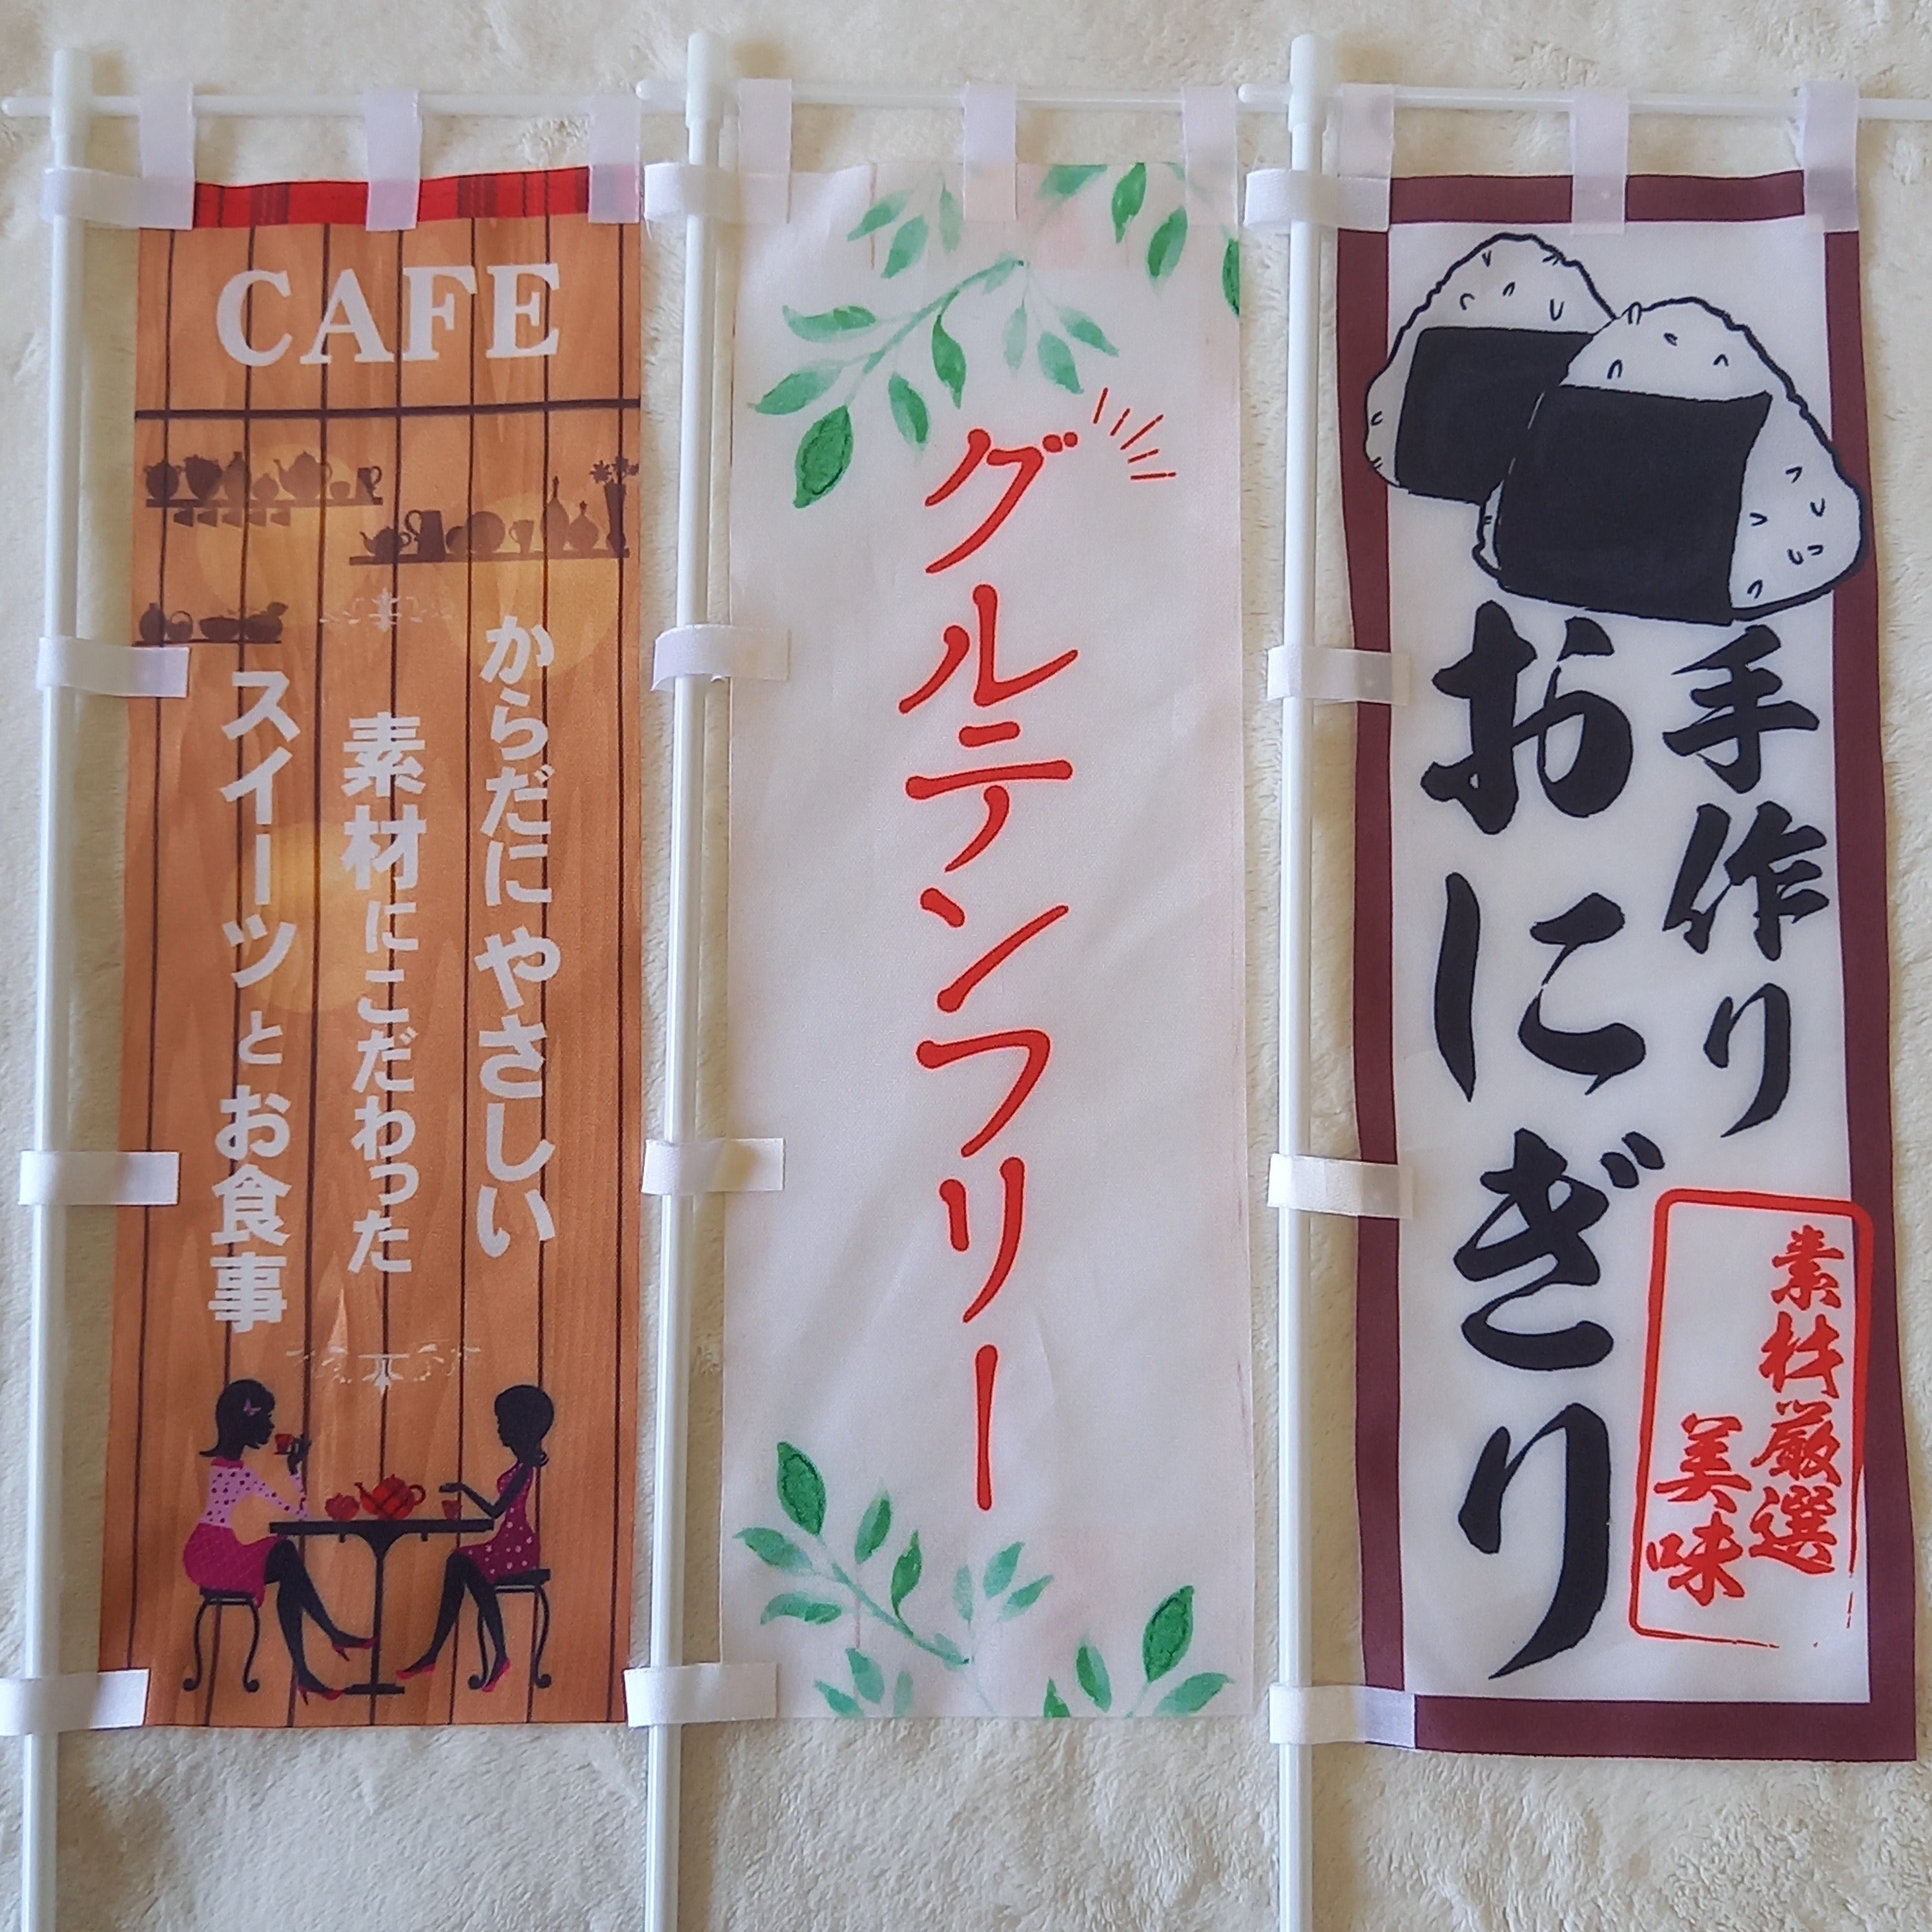 CAFE
からだにやさしい
素材にこだわった
スイーツとお食事
グルテンフリー
手作り
おにぎり
素材厳選
美味